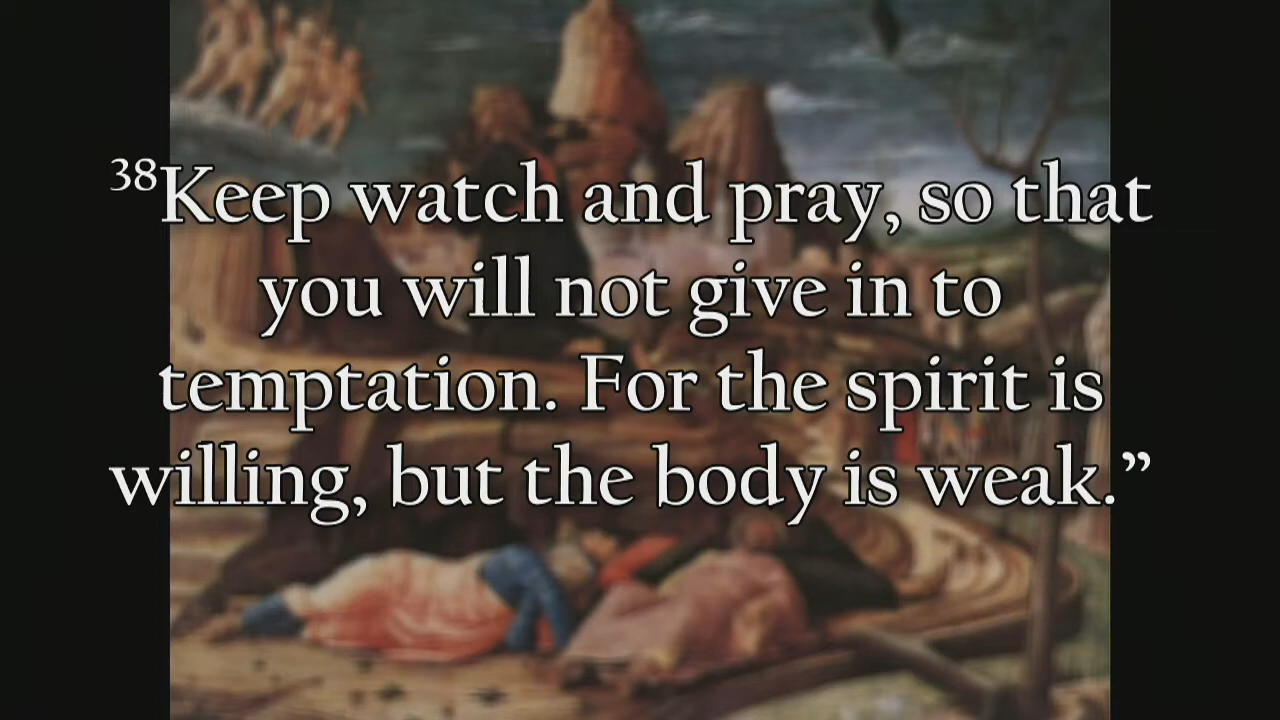 ³⁸Keep watch and pray, so that
you will not give in to
temptation. For the spirit is
willing, but the body is weak.”